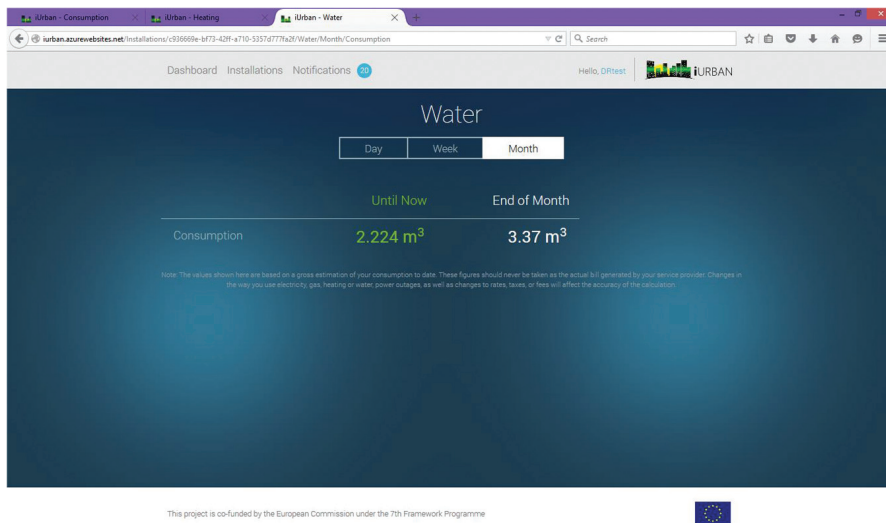 iUrban - Consumption
iUrban - Heating
iUrban - Water
iurban.azurewebsites.net/Installations/c936669e-bf73-42ff-a710-5357d777fa2f/Water/Month/Consumption
Search
Dashboard Installations Notifications 20
Hello, DRtest
iURBAN
Water
Day Week Month
Until Now End of Month
Consumption 2.224 m³ 3.37 m³
Note: The values shown here are based on a gross estimation of your consumption to date. These figures should never be taken as the actual bill generated by your service provider. Changes in
the way you use electricity, gas, heating or water, power outages, as well as changes to rates, taxes, or fees will affect the accuracy of the calculation.
This project is co-funded by the European Commission under the 7th Framework Programme